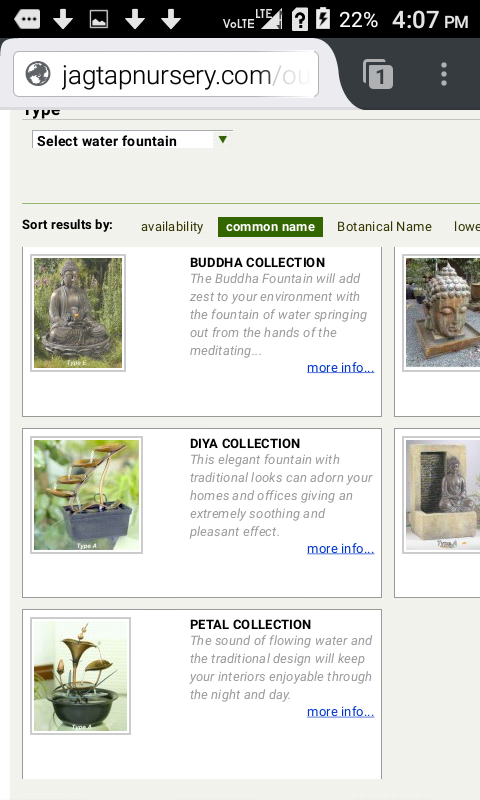 VoLTE LTE ? 22% 4:07 PM
jagtapnursery.com/ou
1
Type
Select water fountain
Sort results by: availability common name Botanical Name lowe
BUDDHA COLLECTION
The Buddha Fountain will add
zest to your environment with
the fountain of water springing
out from the hands of the
meditating...
more info...
Type E
DIYA COLLECTION
This elegant fountain with
traditional looks can adorn your
homes and offices giving an
extremely soothing and
pleasant effect.
more info...
Type A
Type A
PETAL COLLECTION
The sound of flowing water and
the traditional design will keep
your interiors enjoyable through
the night and day.
more info...
Type A